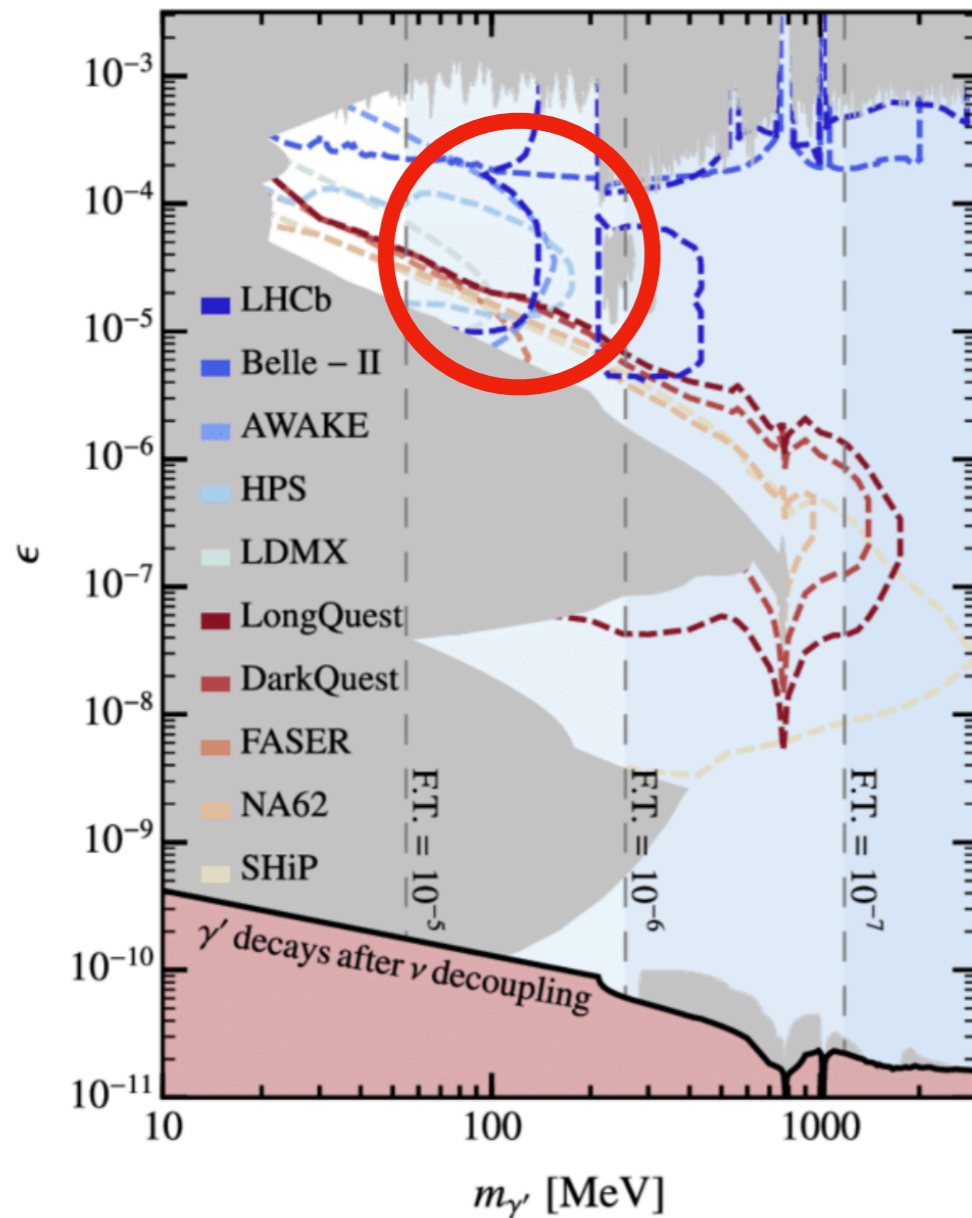 10⁻³
10⁻⁴
10⁻⁵
10⁻⁶
10⁻⁷
10⁻⁸
10⁻⁹
10⁻¹⁰
10⁻¹¹
ϵ
LHCb
Belle – II
AWAKE
HPS
LDMX
LongQuest
DarkQuest
FASER
NA62
SHiP
F.T. = 10⁻⁵
F.T. = 10⁻⁶
F.T. = 10⁻⁷
γ′ decays after ν decoupling
10
100
1000
m_γ′ [MeV]